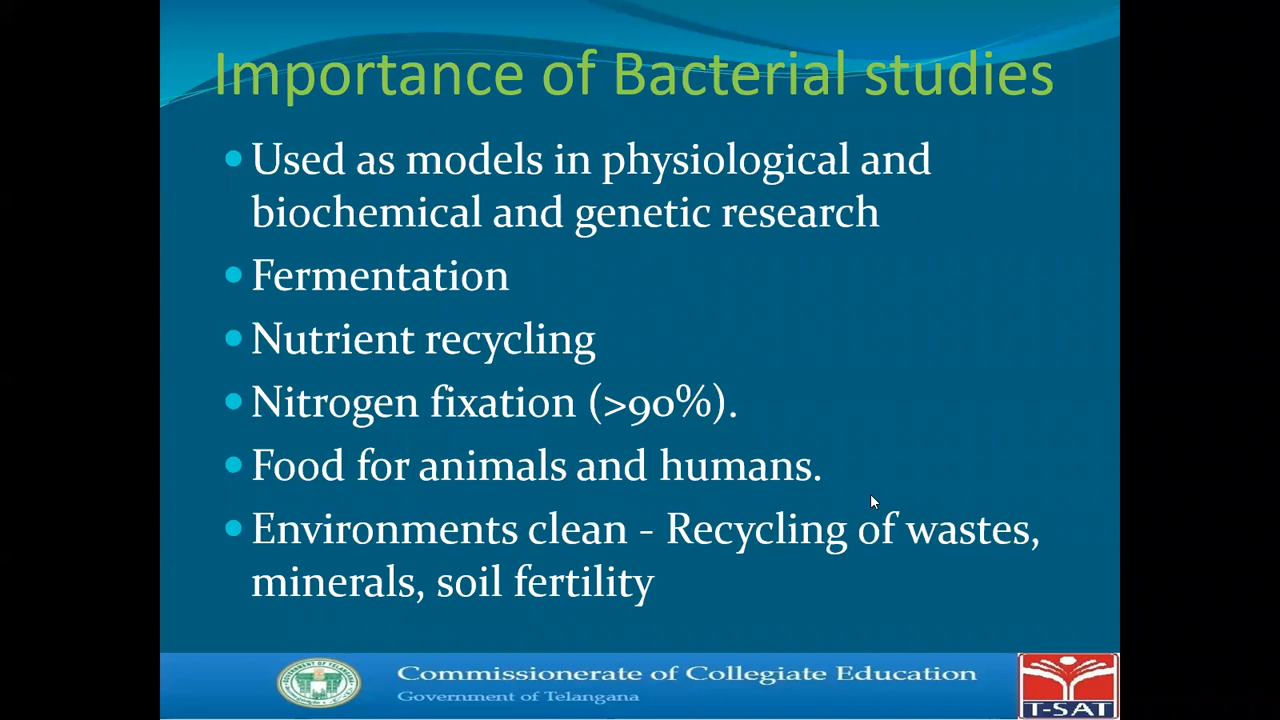 Importance of Bacterial studies
• Used as models in physiological and
biochemical and genetic research
• Fermentation
• Nutrient recycling
• Nitrogen fixation (>90%).
• Food for animals and humans.
• Environments clean - Recycling of wastes,
minerals, soil fertility
Commissionerate of Collegiate Education
Government of Telangana
T-SAT